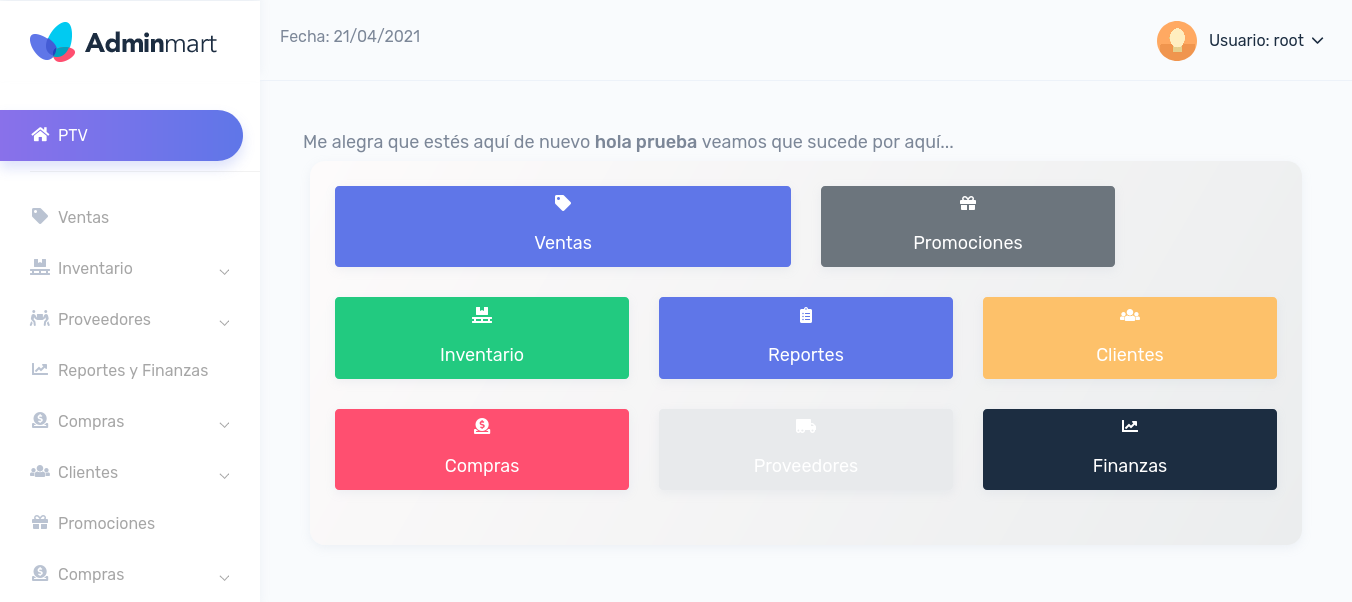 Adminmart
Fecha: 21/04/2021
Usuario: root
PTV
Ventas
Inventario
Proveedores
Reportes y Finanzas
Compras
Clientes
Promociones
Compras
Me alegra que estés aquí de nuevo hola prueba veamos que sucede por aquí...
Ventas
Promociones
Inventario
Reportes
Clientes
Compras
Proveedores
Finanzas